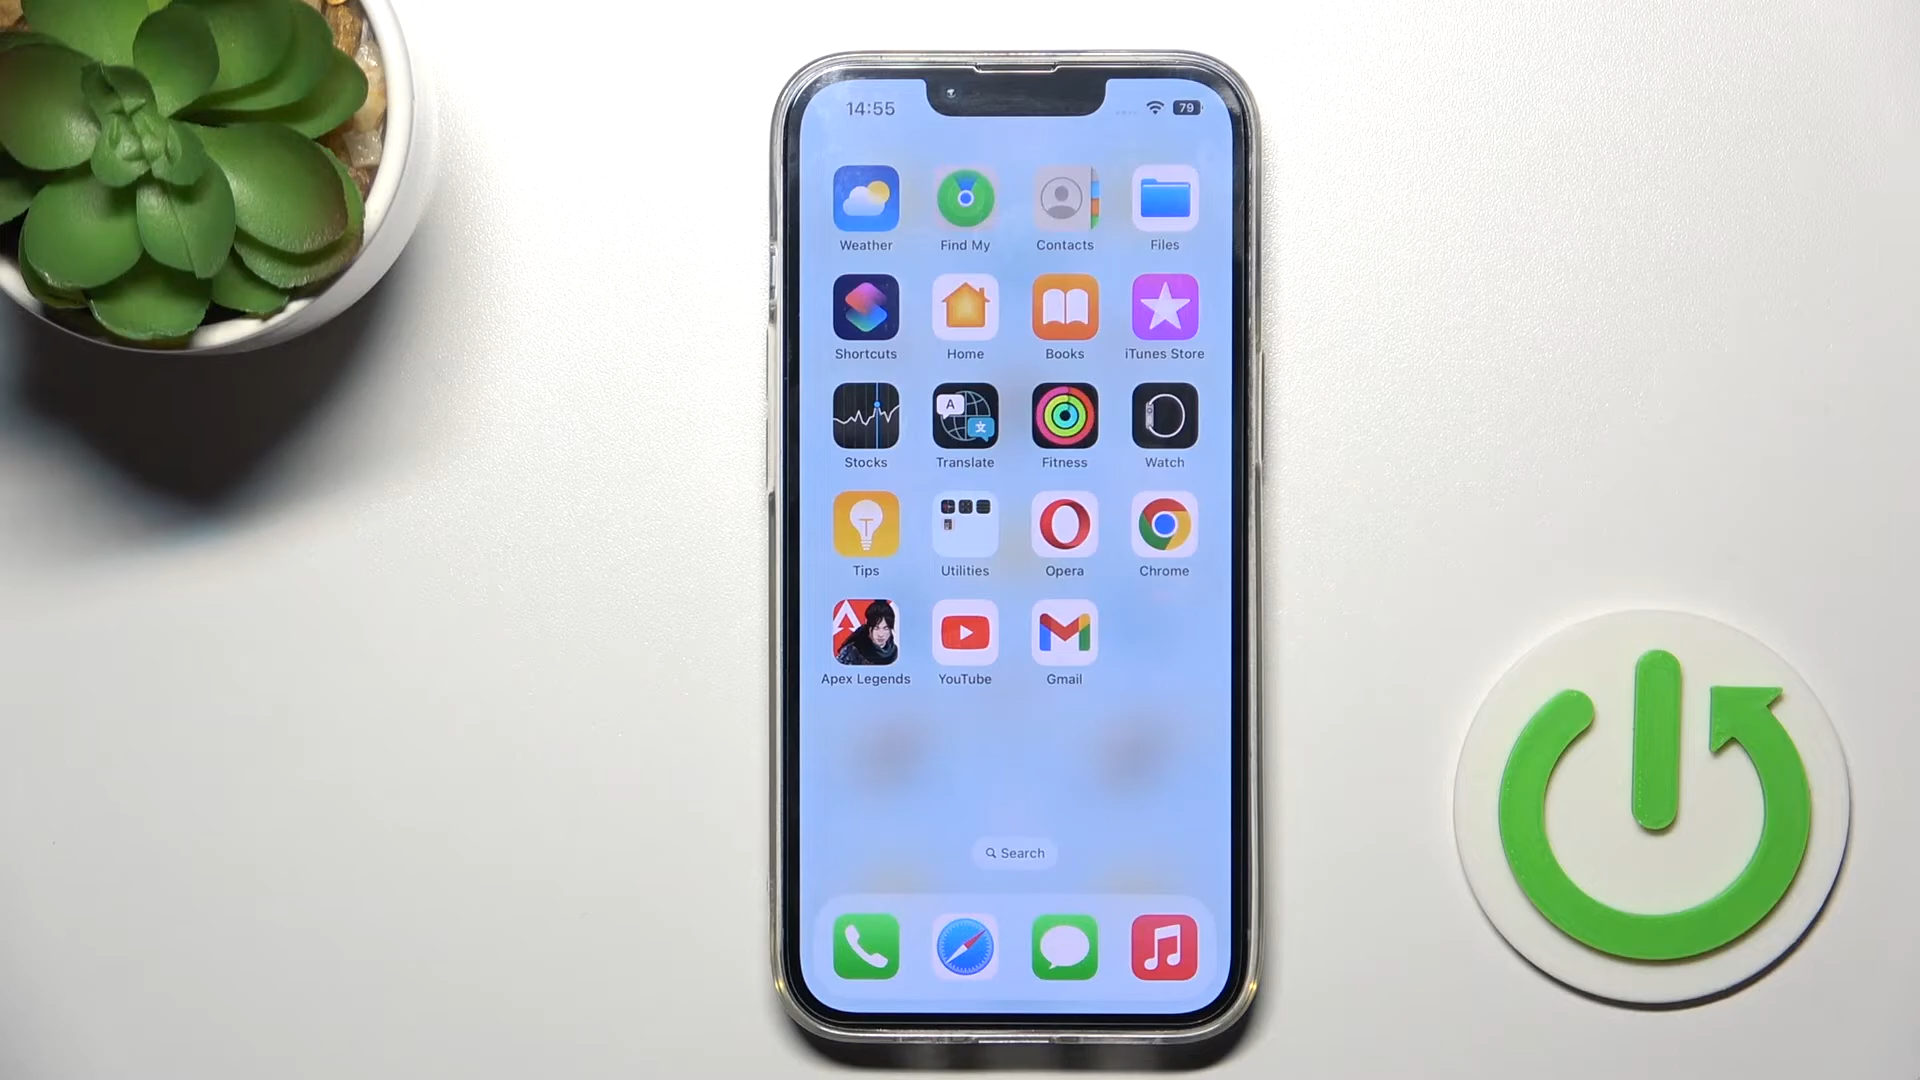 14:55
79
Weather Find My Contacts Files
Shortcuts Home Books iTunes Store
A
文
Stocks Translate Fitness Watch
Tips Utilities Opera Chrome
Apex Legends YouTube Gmail
Search